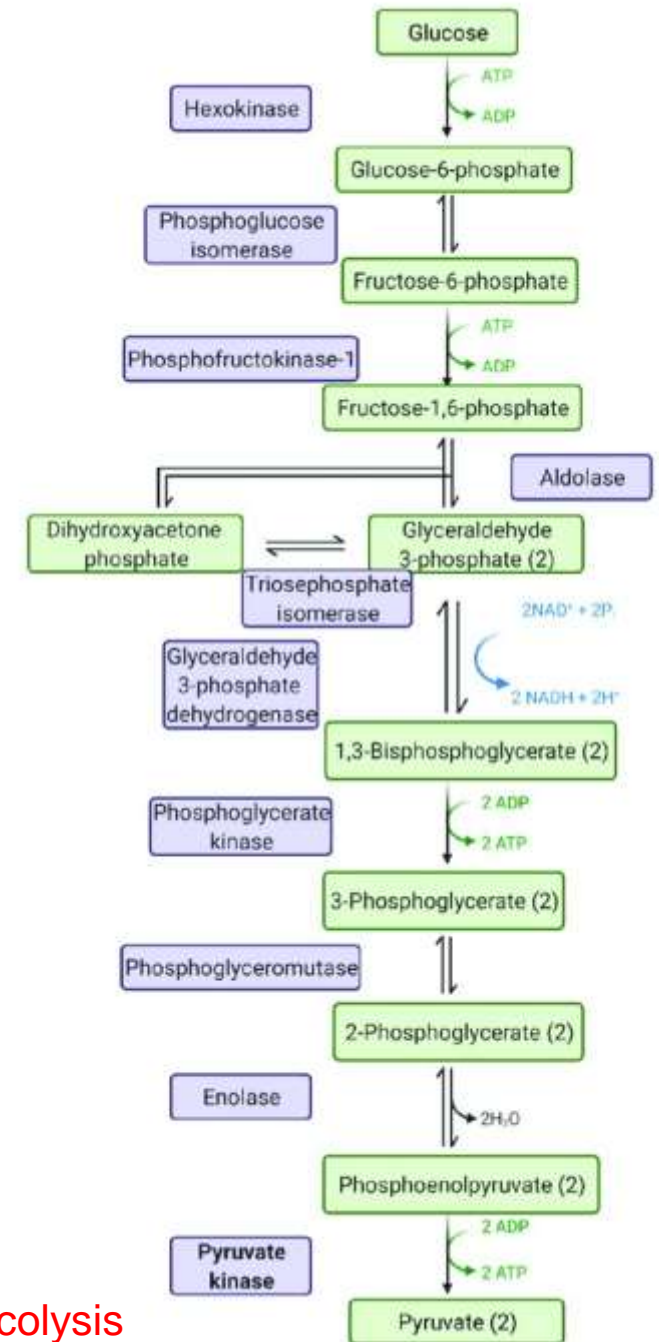 Glucose
ATP
Hexokinase
ADP
Glucose-6-phosphate
Phosphoglucose
isomerase
Fructose-6-phosphate
ATP
Phosphofructokinase-1
ADP
Fructose-1,6-phosphate
Aldolase
Dihydroxyacetone
phosphate
Glyceraldehyde
3-phosphate (2)
Triosephosphate
isomerase
2NAD⁺ + 2P.
Glyceraldehyde
3-phosphate
dehydrogenase
2 NADH + 2H⁺
1,3-Bisphosphoglycerate (2)
2 ADP
Phosphoglycerate
kinase
2 ATP
3-Phosphoglycerate (2)
Phosphoglyceromutase
2-Phosphoglycerate (2)
Enolase
2H₂O
Phosphoenolpyruvate (2)
2 ADP
Pyruvate
kinase
2 ATP
colysis
Pyruvate (2)